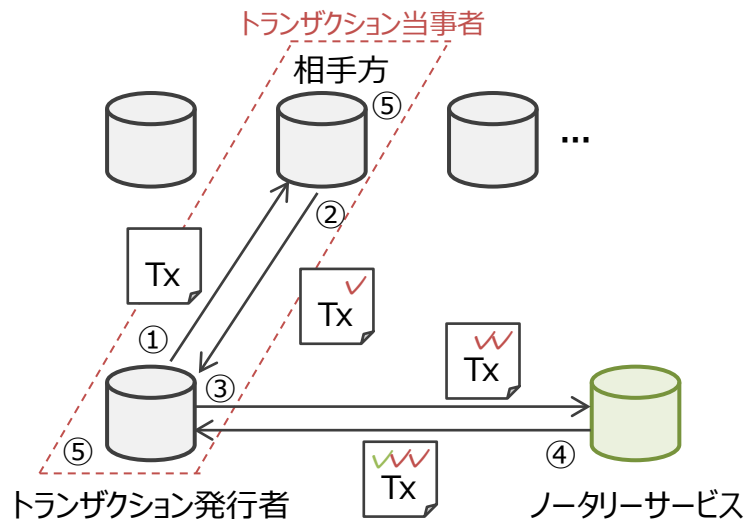 トランザクション当事者
相手方
⑤
…
②
Tx
Tx
①
Tx
③
⑤
④
Tx
トランザクション発行者
ノータリーサービス